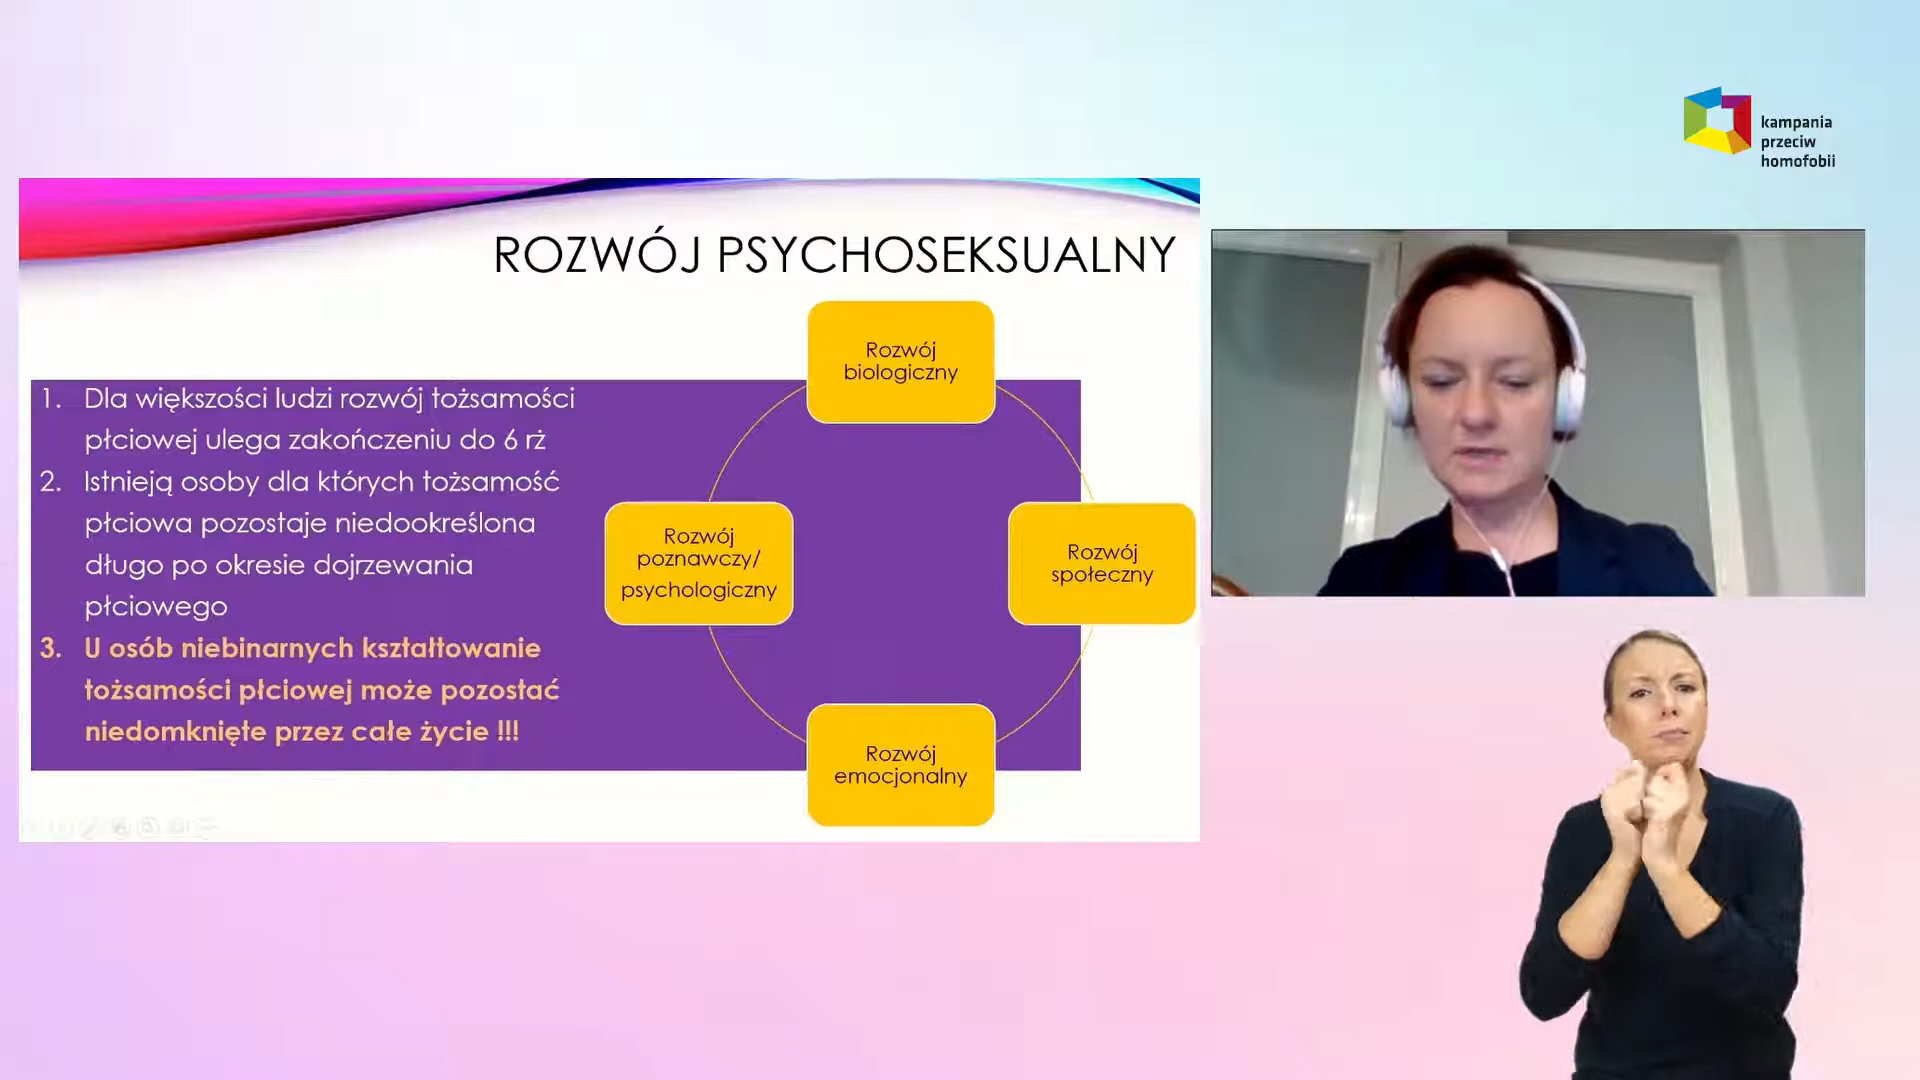 kampania
przeciw
homofobii
ROZWÓJ PSYCHOSEKSUALNY
1. Dla większości ludzi rozwój tożsamości
płciowej ulega zakończeniu do 6 rż
2. Istnieją osoby dla których tożsamość
płciowa pozostaje niedookreślona
długo po okresie dojrzewania
płciowego
3. U osób niebinarnych kształtowanie
tożsamości płciowej może pozostać
niedomknięte przez całe życie !!!
Rozwój
biologiczny
Rozwój
poznawczy/
psychologiczny
Rozwój
społeczny
Rozwój
emocjonalny